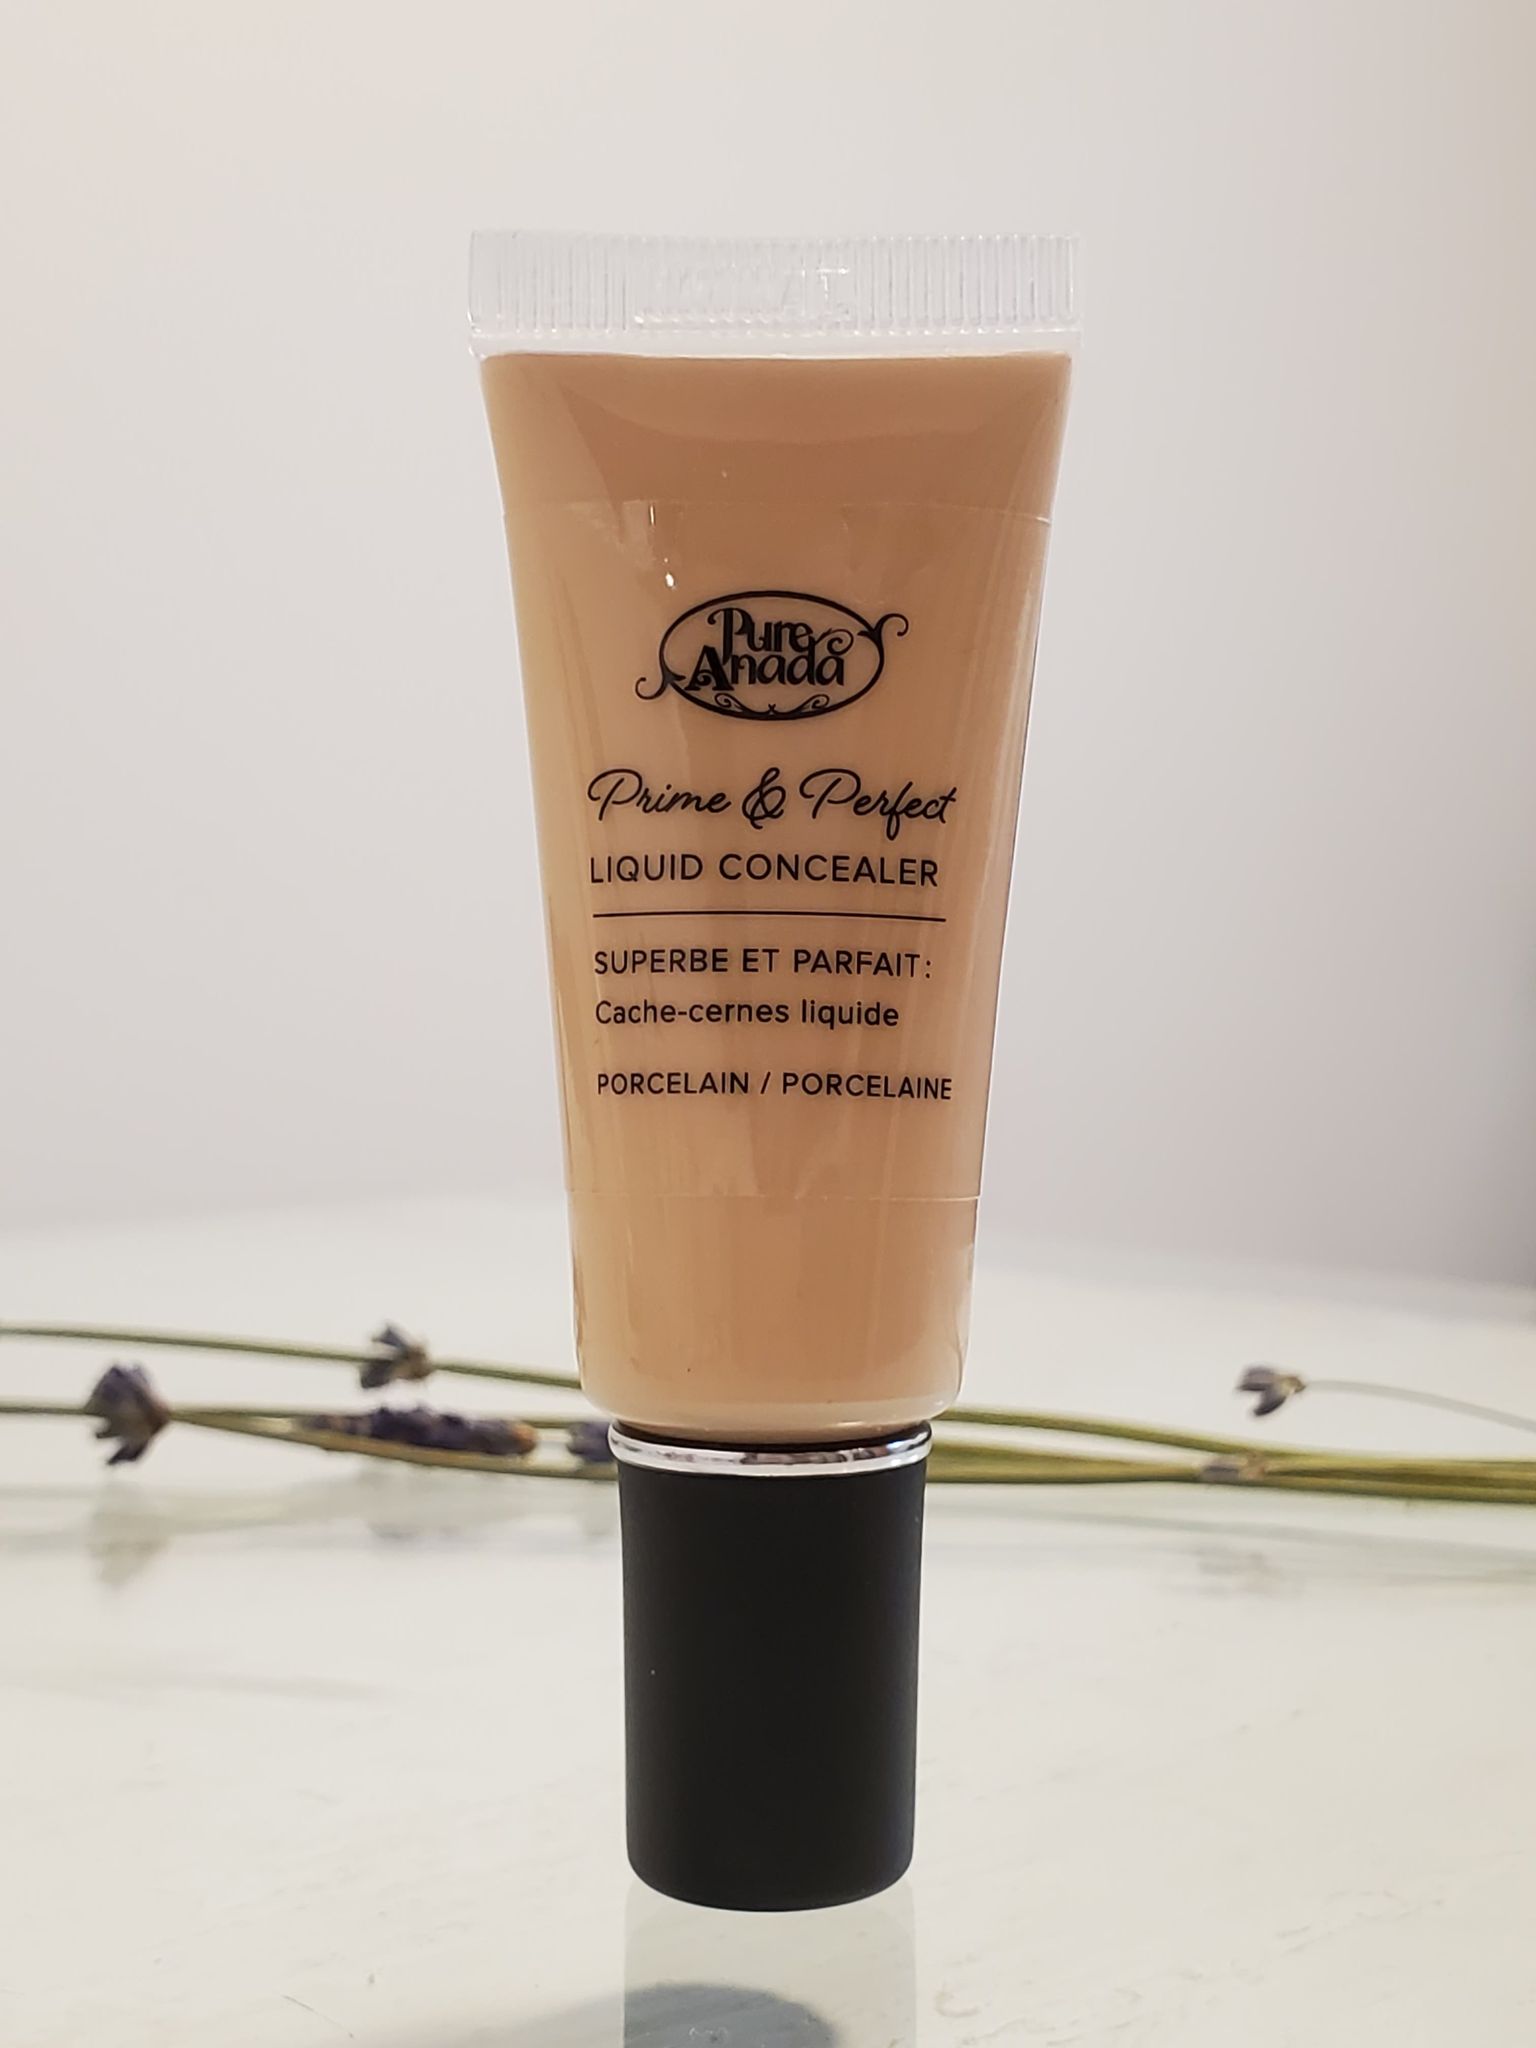 Pure
Anada
Prime & Perfect
LIQUID CONCEALER
SUPERBE ET PARFAIT:
Cache-cernes liquide
PORCELAIN / PORCELAINE